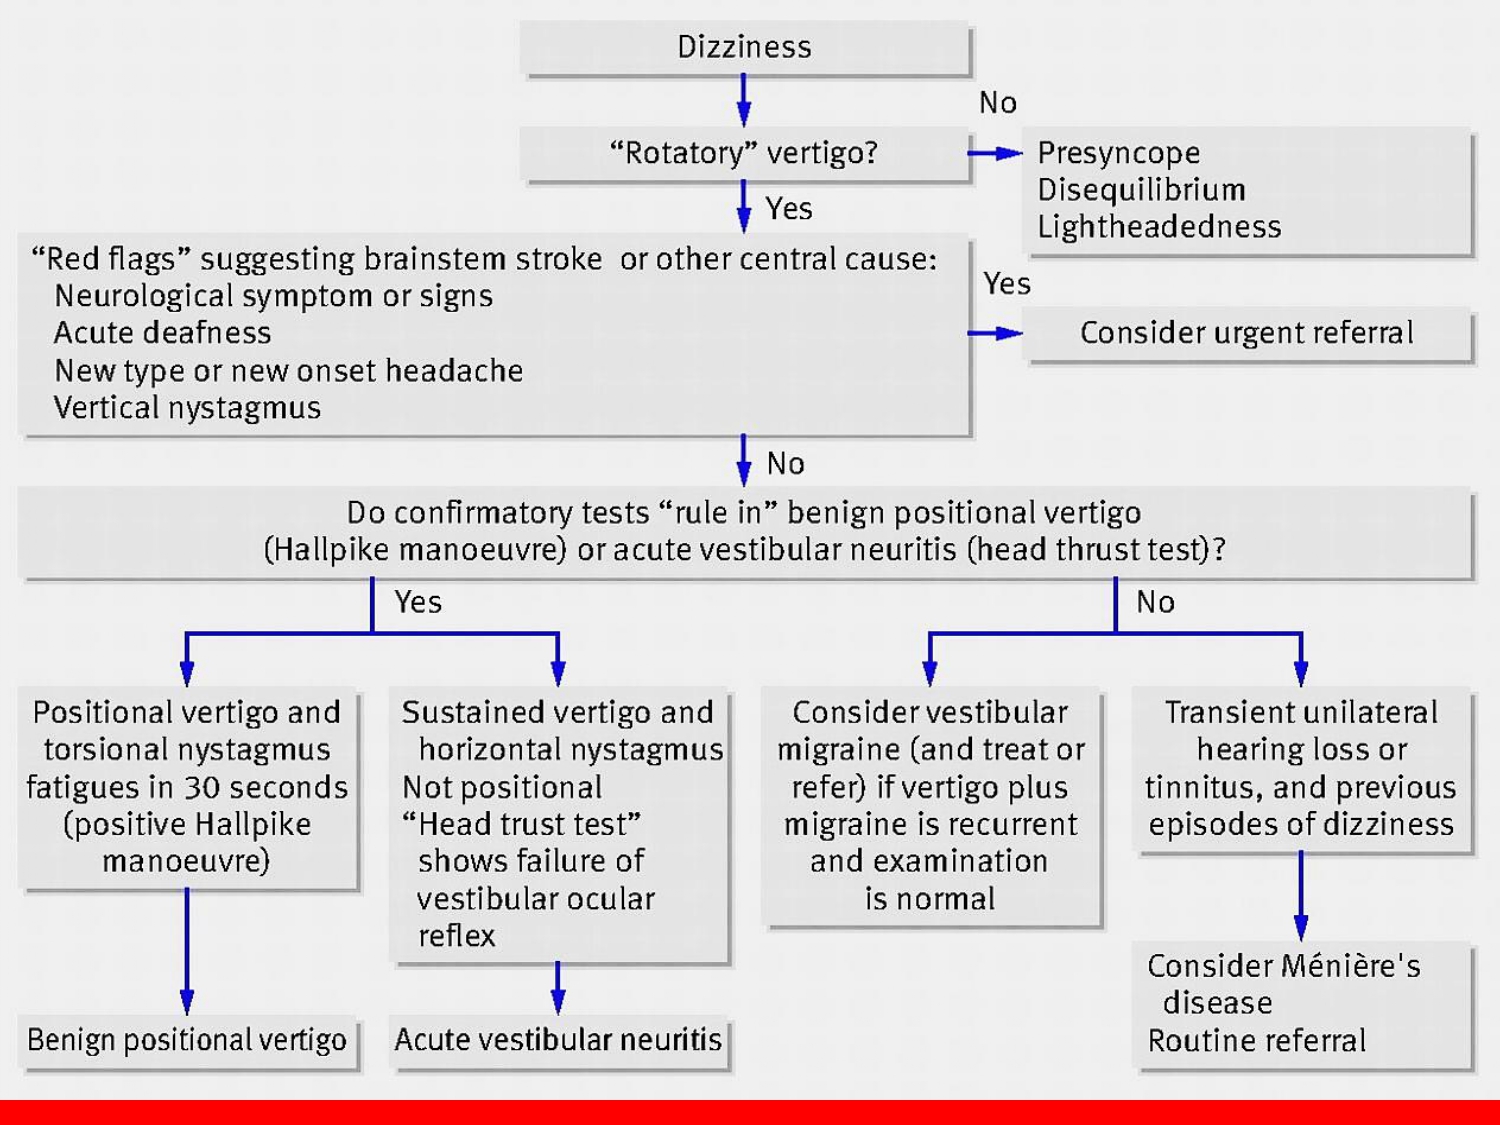 Dizziness
No
“Rotatory” vertigo?
Presyncope
Disequilibrium
Lightheadedness
Yes
“Red flags” suggesting brainstem stroke or other central cause:
Neurological symptom or signs
Acute deafness
New type or new onset headache
Vertical nystagmus
Yes
Consider urgent referral
No
Do confirmatory tests “rule in” benign positional vertigo
(Hallpike manoeuvre) or acute vestibular neuritis (head thrust test)?
Yes
No
Positional vertigo and
torsional nystagmus
fatigues in 30 seconds
(positive Hallpike
manoeuvre)
Benign positional vertigo
Sustained vertigo and
horizontal nystagmus
Not positional
“Head trust test”
shows failure of
vestibular ocular
reflex
Acute vestibular neuritis
Consider vestibular
migraine (and treat or
refer) if vertigo plus
migraine is recurrent
and examination
is normal
Transient unilateral
hearing loss or
tinnitus, and previous
episodes of dizziness
Consider Ménière's
disease
Routine referral